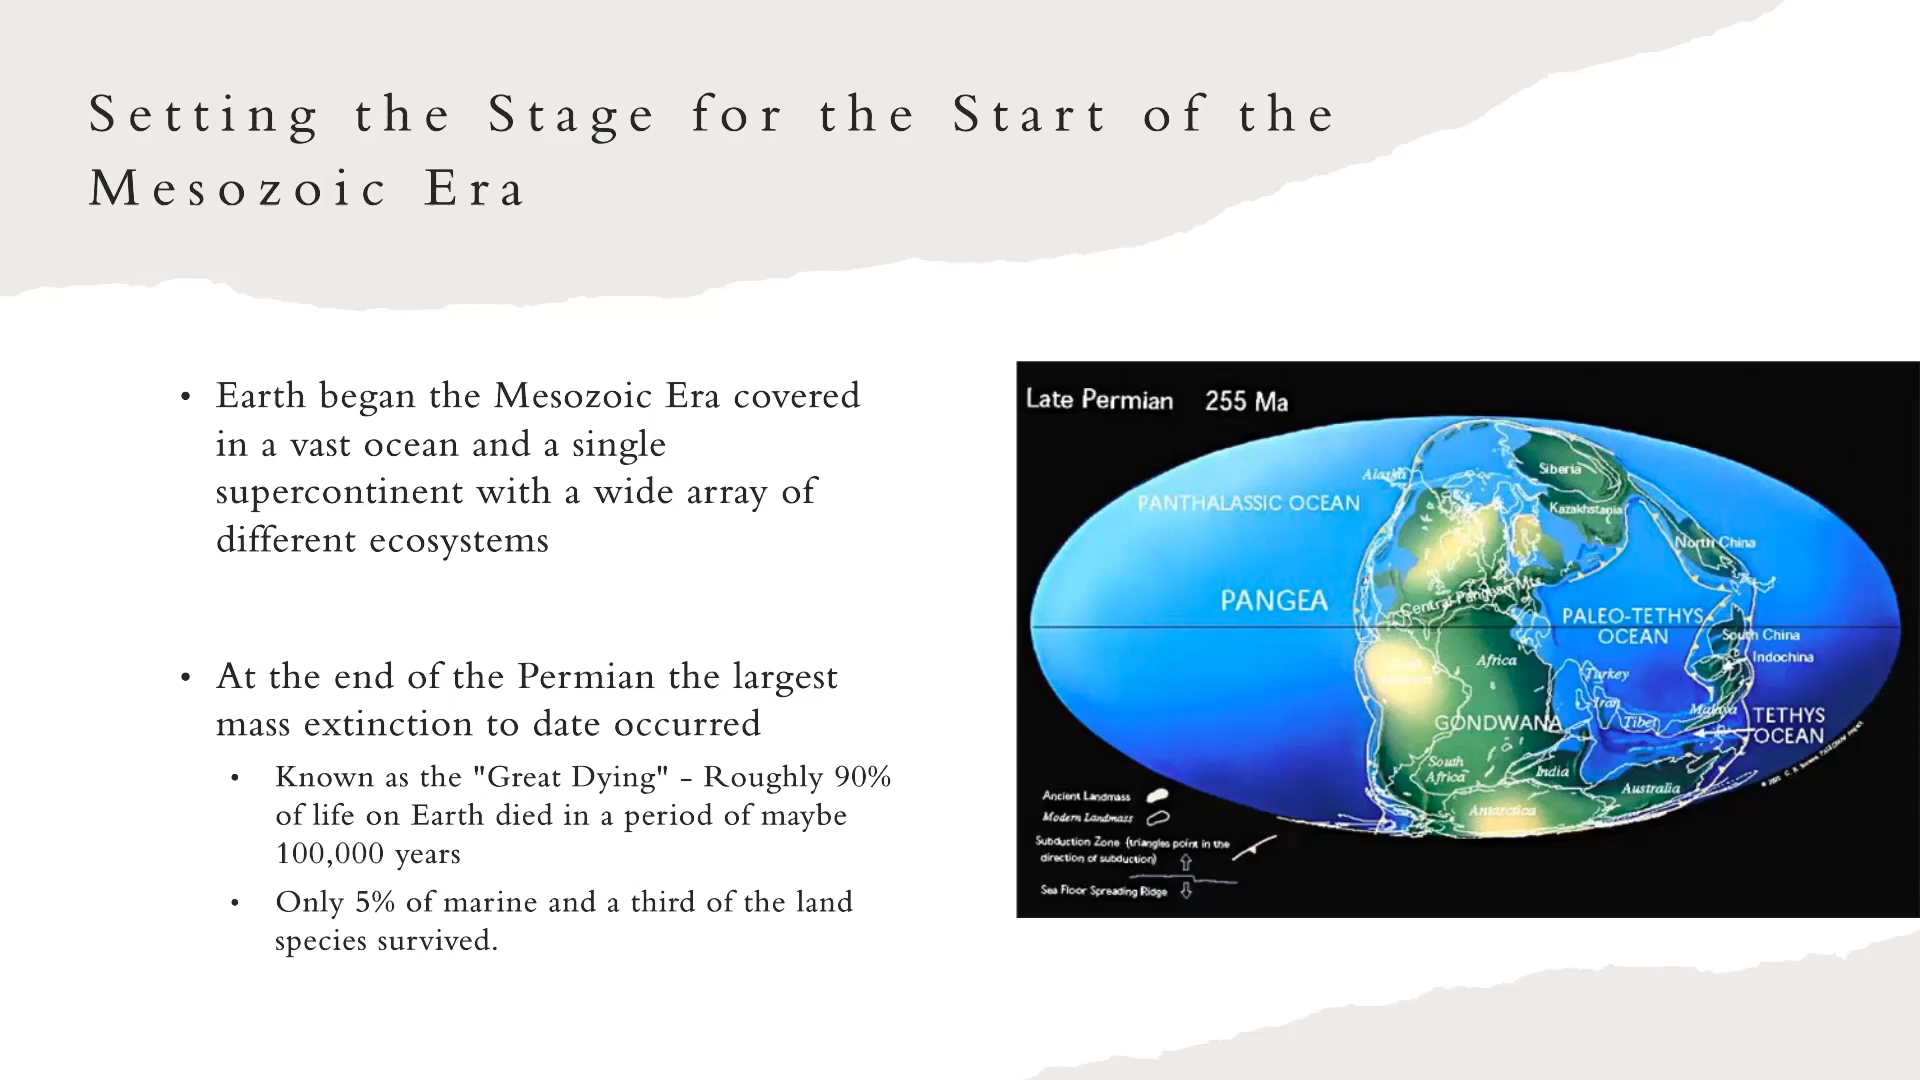 Setting the Stage for the Start of the
Mesozoic Era
• Earth began the Mesozoic Era covered
in a vast ocean and a single
supercontinent with a wide array of
different ecosystems
• At the end of the Permian the largest
mass extinction to date occurred
• Known as the "Great Dying" - Roughly 90%
of life on Earth died in a period of maybe
100,000 years
• Only 5% of marine and a third of the land
species survived.
Late Permian 255 Ma
Alaska
Siberia
PANTHALASSIC OCEAN
Kazakhstania
North China
PANGEA
Central Pangean Mts.
PALEO-TETHYS
OCEAN
South China
Indochina
Africa
Turkey
Iran
Malaya
Tibet
GONDWANA
TETHYS
OCEAN
South
Africa
India
Australia
Antarctica
Ancient Landmass
Modern Landmass
Subduction Zone (triangles point in the
direction of subduction)
Sea Floor Spreading Ridge